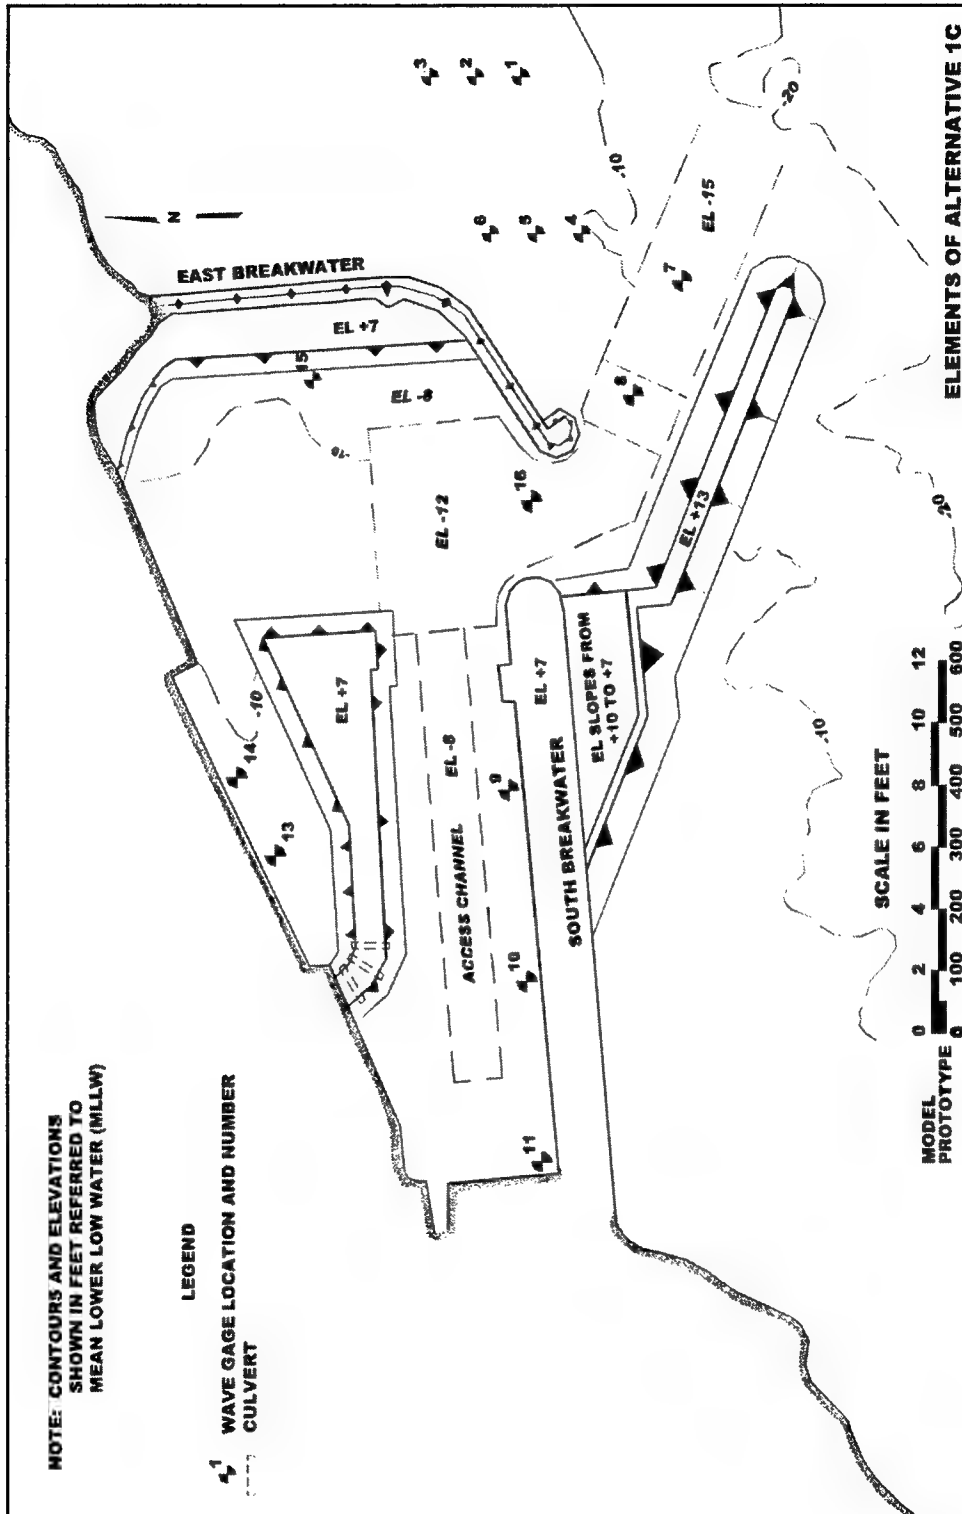 NOTE: CONTOURS AND ELEVATIONS
SHOWN IN FEET REFERRED TO
MEAN LOWER LOW WATER (MLLW)
LEGEND
1 WAVE GAGE LOCATION AND NUMBER
CULVERT
N
EAST BREAKWATER
EL +7
15
EL -8
-10
EL -12
16
3
2
1
6
5
4
-10
-20
EL -15
7
8
EL +13
14
-10
13
EL +7
EL -8
ACCESS CHANNEL
9
10
11
EL +7
SOUTH BREAKWATER
EL SLOPES FROM
+10 TO +7
-10
-20
SCALE IN FEET
MODEL 0 2 4 6 8 10 12
PROTOTYPE 0 100 200 300 400 500 600
ELEMENTS OF ALTERNATIVE 1C